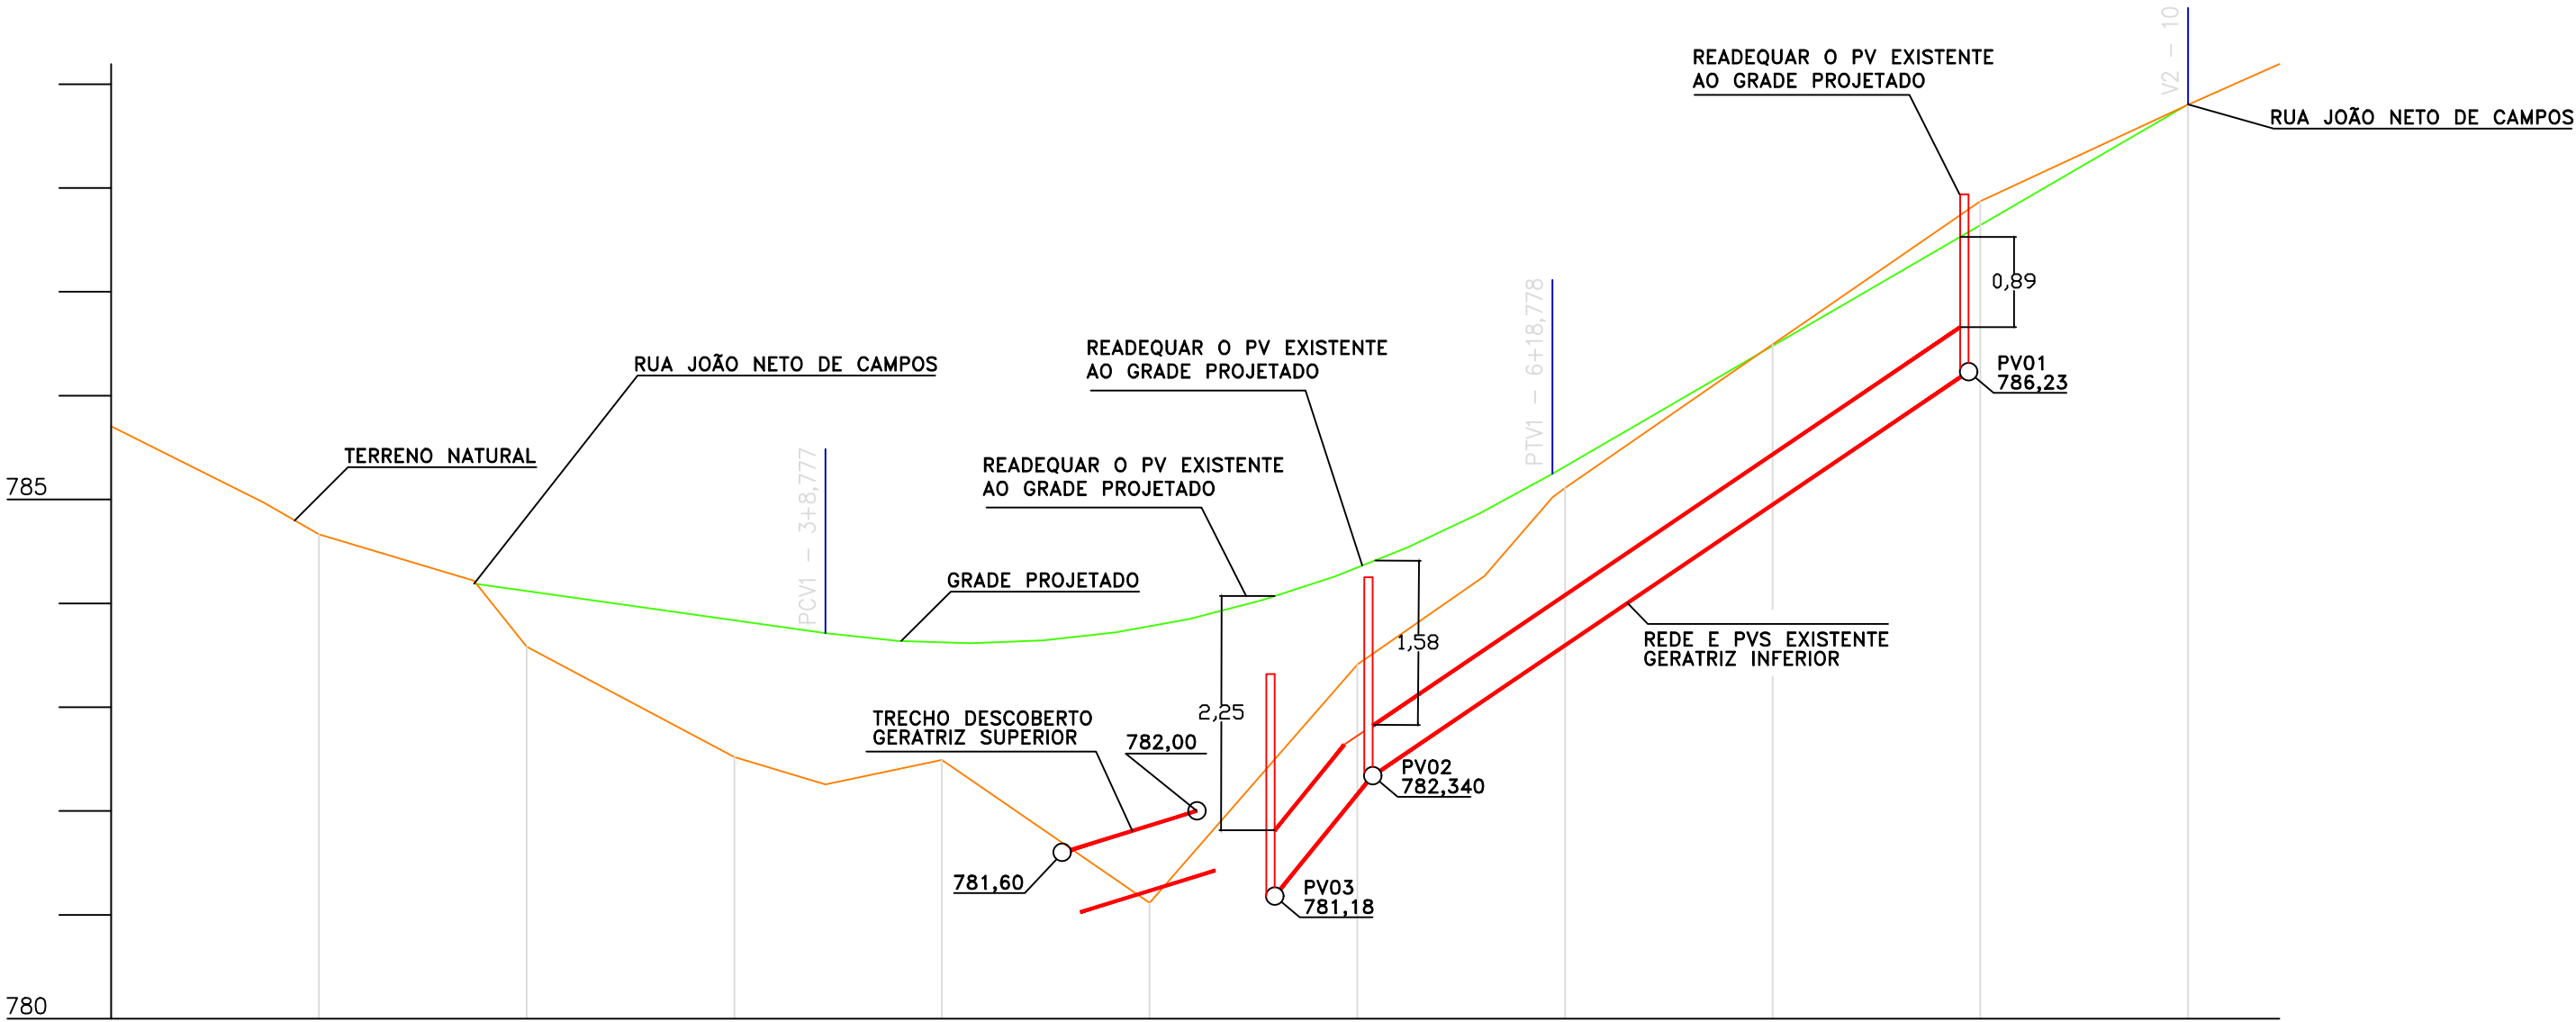 V2 - 10
READEQUAR O PV EXISTENTE
AO GRADE PROJETADO
RUA JOÃO NETO DE CAMPOS
0,89
PTV1 - 6+18,778
READEQUAR O PV EXISTENTE
AO GRADE PROJETADO
RUA JOÃO NETO DE CAMPOS
PV01
786,23
TERRENO NATURAL
PCV1 - 3+8,777
READEQUAR O PV EXISTENTE
AO GRADE PROJETADO
785
GRADE PROJETADO
1,58
REDE E PVS EXISTENTE
GERATRIZ INFERIOR
2,25
TRECHO DESCOBERTO
GERATRIZ SUPERIOR
782,00
PV02
782,340
781,60
PV03
781,18
780